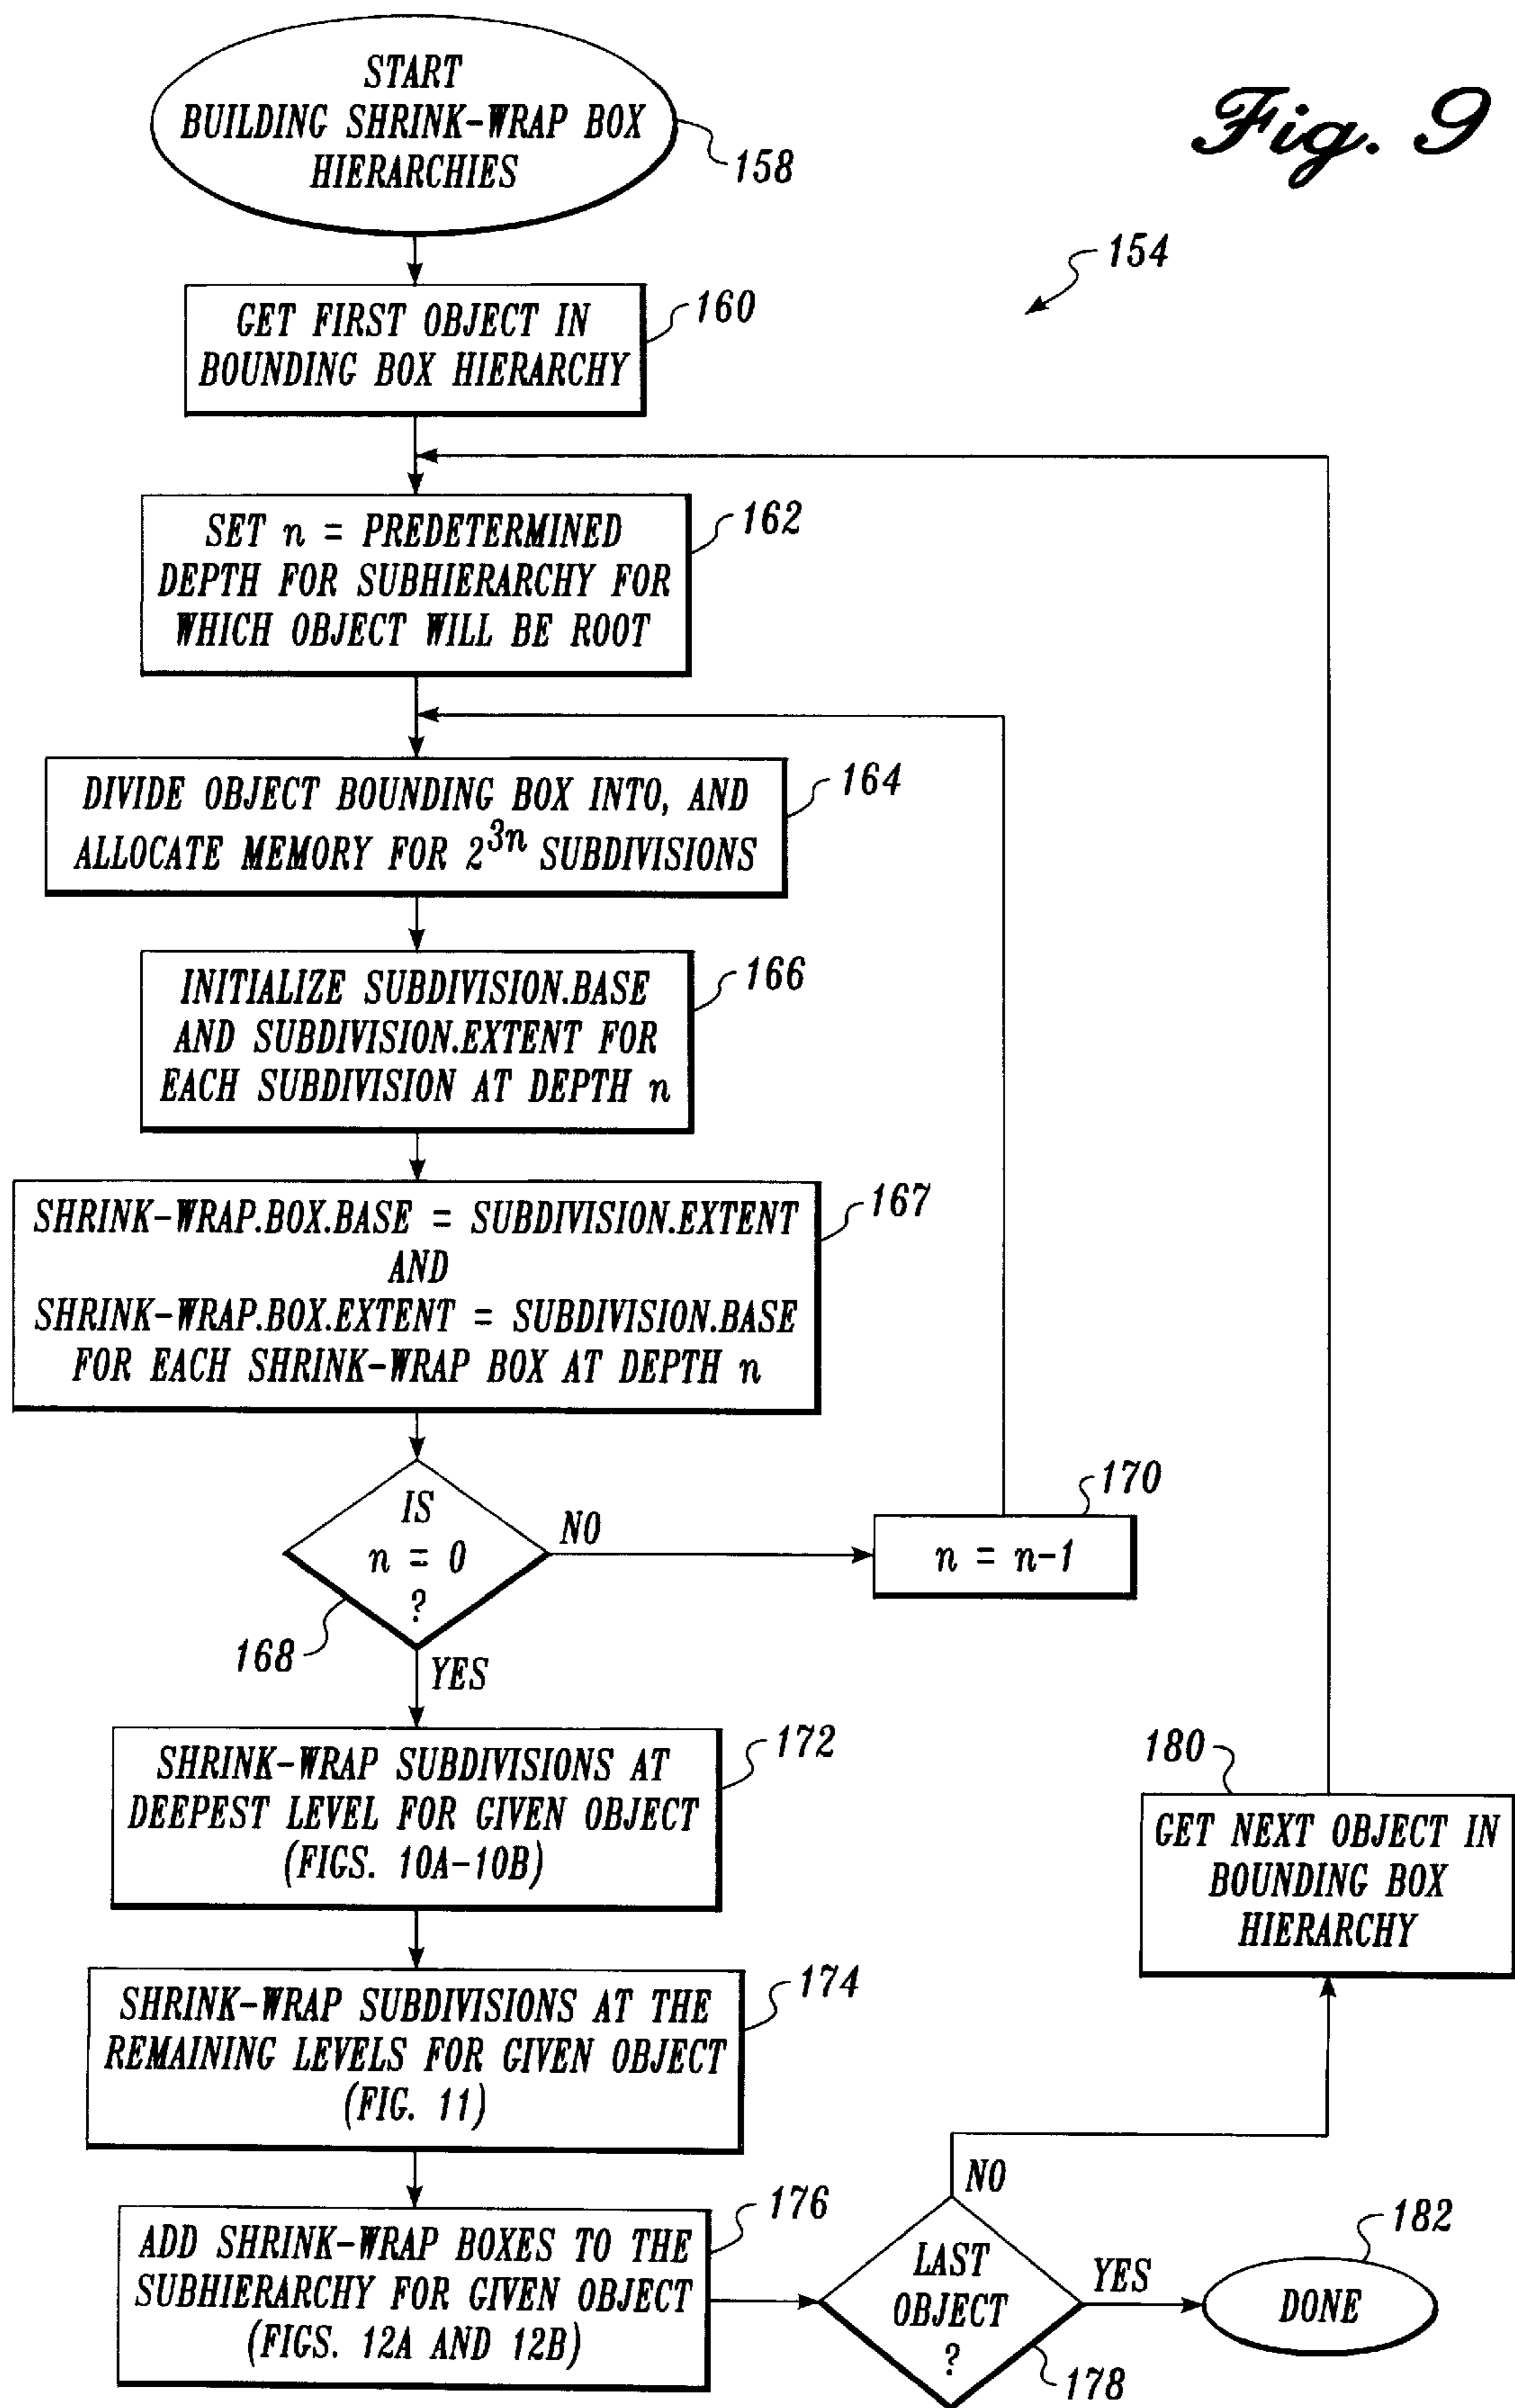 Fig. 9
START
BUILDING SHRINK-WRAP BOX
HIERARCHIES
158
154
GET FIRST OBJECT IN
BOUNDING BOX HIERARCHY
160
SET n = PREDETERMINED
DEPTH FOR SUBHIERARCHY FOR
WHICH OBJECT WILL BE ROOT
162
DIVIDE OBJECT BOUNDING BOX INTO, AND
ALLOCATE MEMORY FOR 2³ⁿ SUBDIVISIONS
164
INITIALIZE SUBDIVISION.BASE
AND SUBDIVISION.EXTENT FOR
EACH SUBDIVISION AT DEPTH n
166
SHRINK-WRAP.BOX.BASE = SUBDIVISION.EXTENT
AND
SHRINK-WRAP.BOX.EXTENT = SUBDIVISION.BASE
FOR EACH SHRINK-WRAP BOX AT DEPTH n
167
IS
n = 0
?
168
NO
YES
170
n = n-1
SHRINK-WRAP SUBDIVISIONS AT
DEEPEST LEVEL FOR GIVEN OBJECT
(FIGS. 10A-10B)
172
SHRINK-WRAP SUBDIVISIONS AT THE
REMAINING LEVELS FOR GIVEN OBJECT
(FIG. 11)
174
ADD SHRINK-WRAP BOXES TO THE
SUBHIERARCHY FOR GIVEN OBJECT
(FIGS. 12A AND 12B)
176
LAST
OBJECT
?
178
NO
YES
180
GET NEXT OBJECT IN
BOUNDING BOX
HIERARCHY
182
DONE